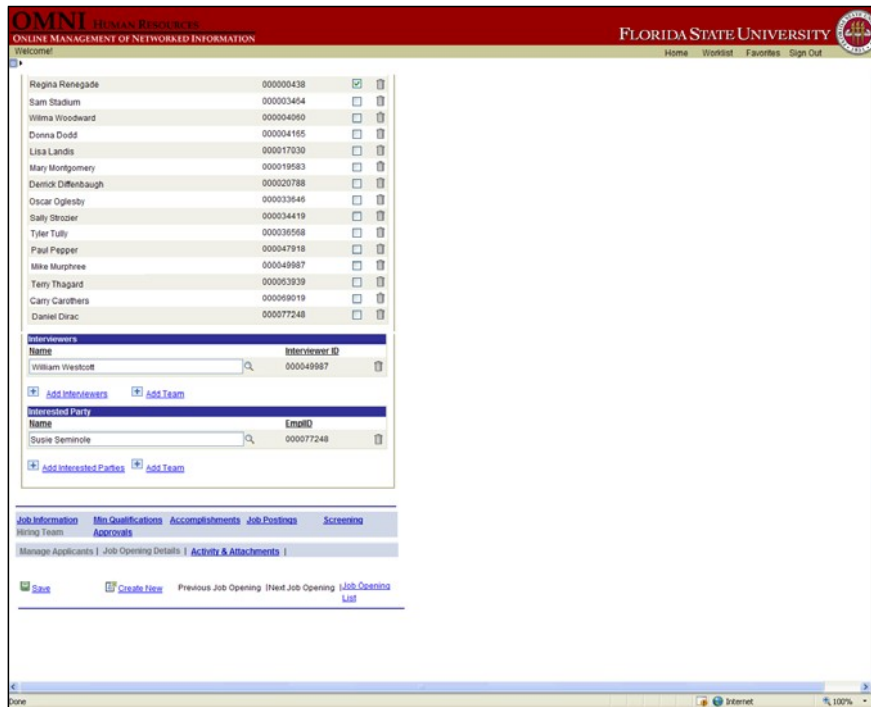 OMNI HUMAN RESOURCES
ONLINE MANAGEMENT OF NETWORKED INFORMATION
FLORIDA STATE UNIVERSITY
Welcome!
Home Worklist Favorites Sign Out
Regina Renegade 000000438
Sam Stadium 000003454
Wilma Woodward 000004060
Donna Dodd 000004165
Lisa Landis 000017030
Mary Montgomery 000019583
Derrick Diffenbaugh 000020788
Oscar Oglesby 000033646
Sally Strozier 000034419
Tyler Tully 000036568
Paul Pepper 000047918
Mike Murphree 000049987
Terry Thagard 000063939
Carry Carothers 000069019
Daniel Dirac 000077248
Interviewers
Name Interviewer ID
William Westcott 000049987
Add Interviewers Add Team
Interested Party
Name EmplID
Susie Seminole 000077248
Add Interested Parties Add Team
Job Information Min Qualifications Accomplishments Job Postings Screening
Hiring Team Approvals
Manage Applicants | Job Opening Details | Activity & Attachments |
Save Create New Previous Job Opening |Next Job Opening |Job Opening
List
Done Internet 100%